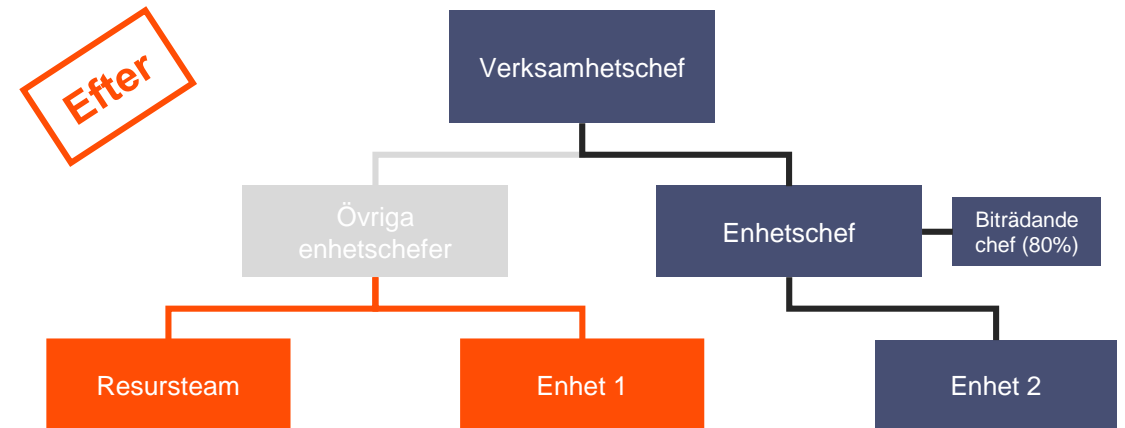 Efter
Verksamhetschef
Övriga
enhetschefer
Enhetschef
Biträdande
chef (80%)
Resursteam
Enhet 1
Enhet 2